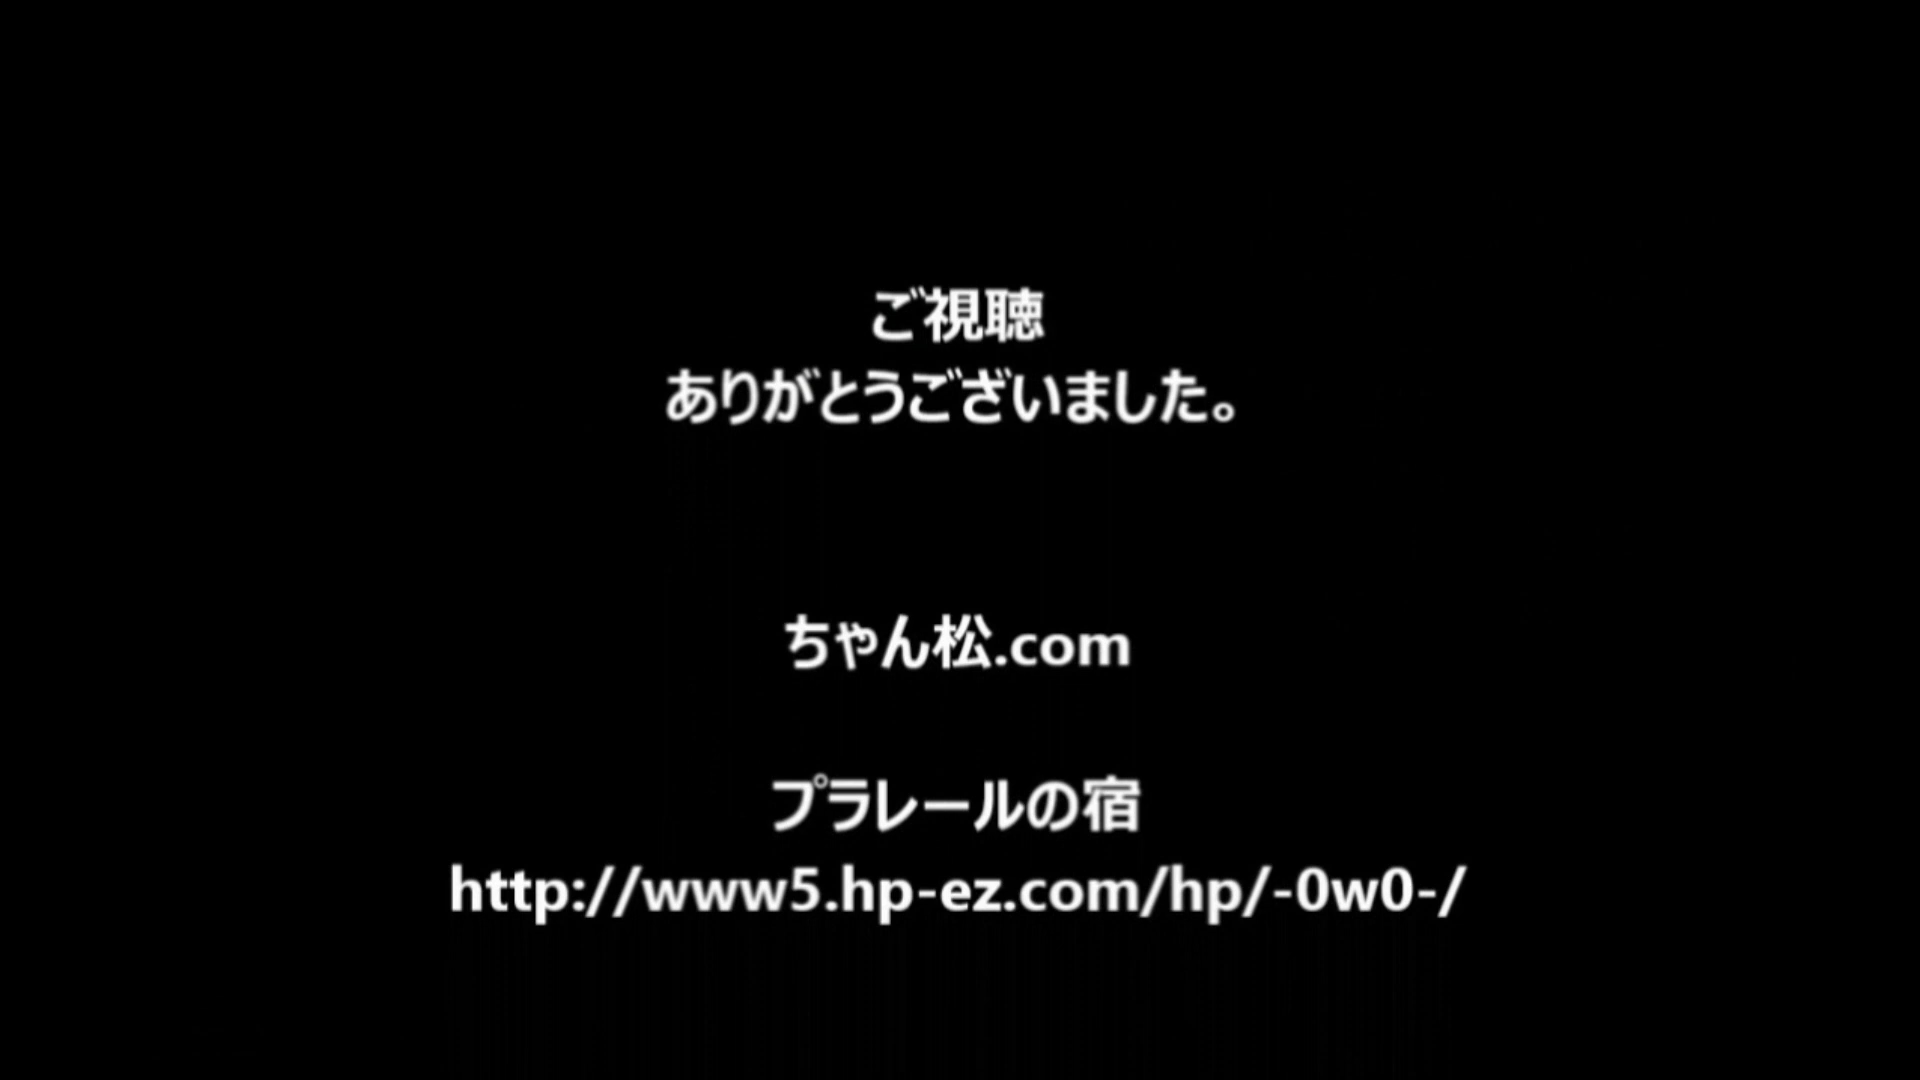 ご視聴
ありがとうございました。
ちゃん松.com
プラレールの宿
http://www5.hp-ez.com/hp/-0w0-/